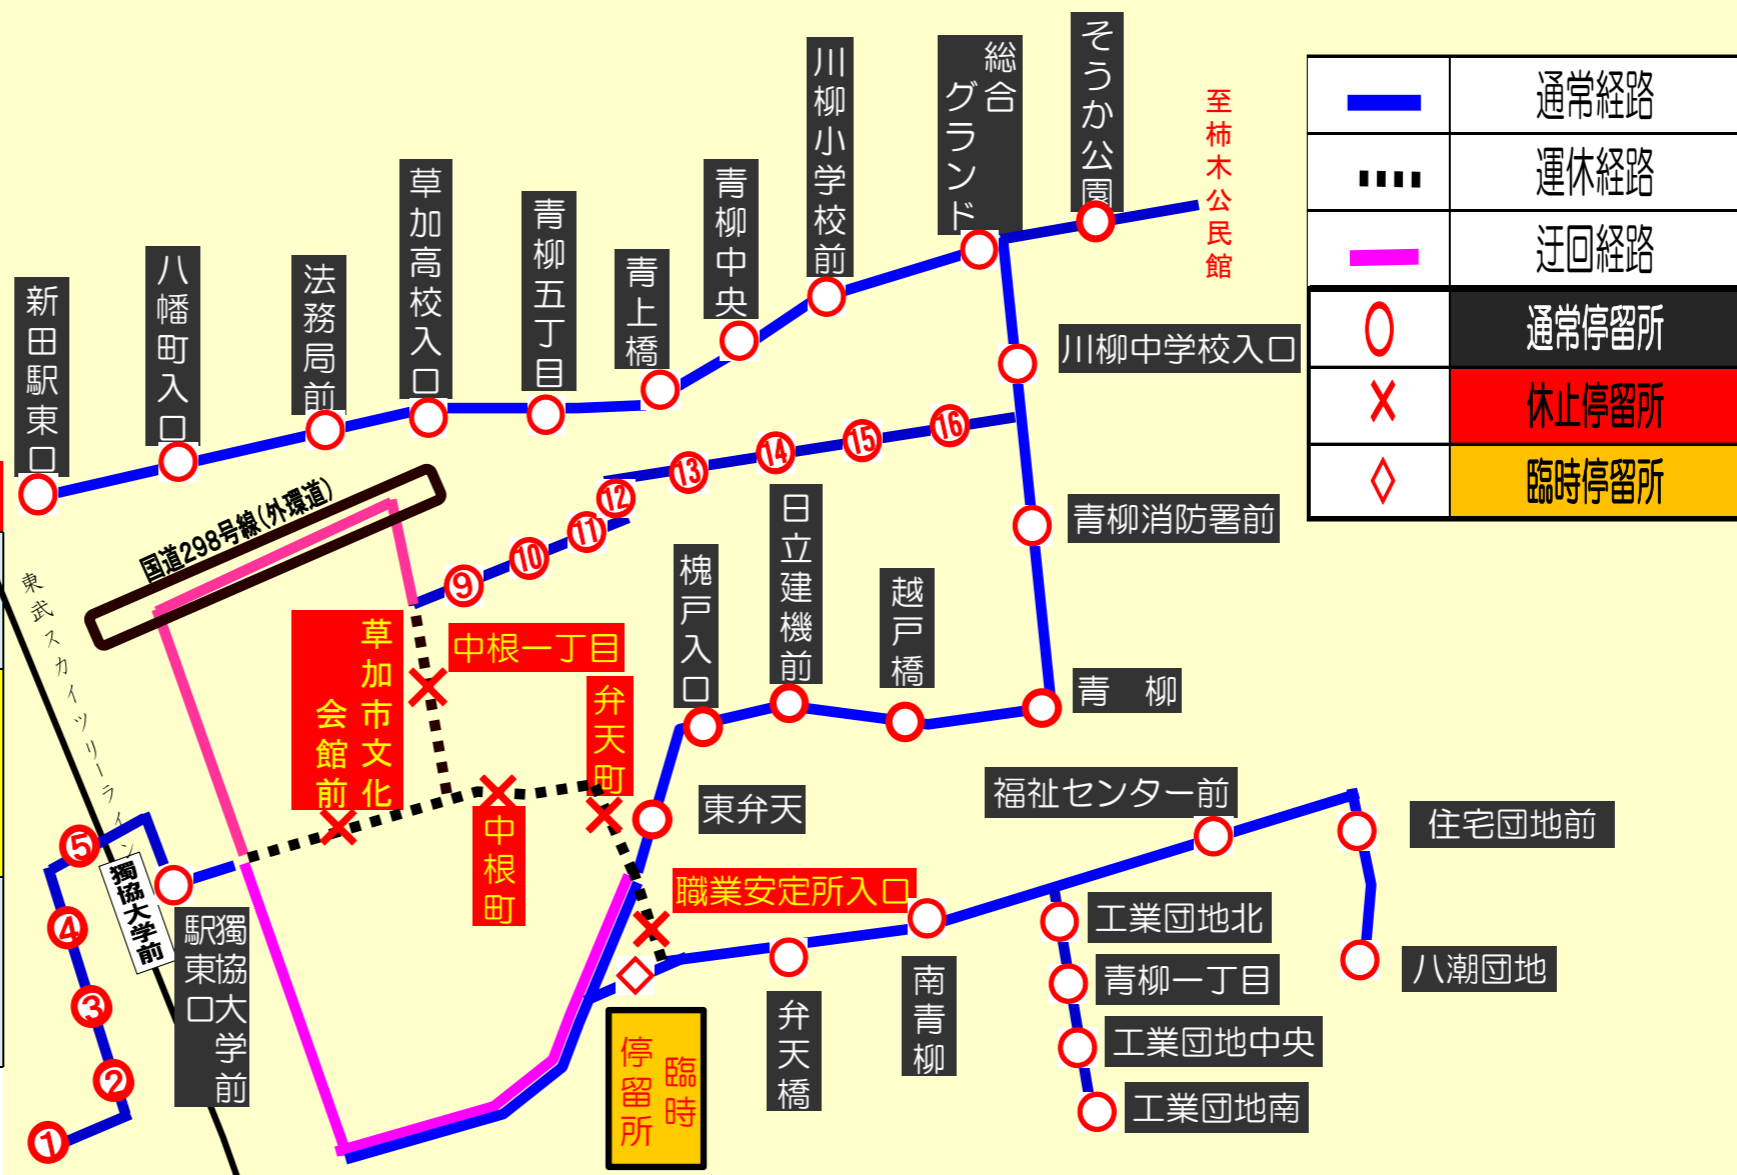 新田駅東口
八幡町入口
法務局前
草加高校入口
青柳五丁目
青上橋
青柳中央
川柳小学校前
総合
グランド
そうか公園
至柿木公民館
通常経路
運休経路
迂回経路
通常停留所
休止停留所
臨時停留所
川柳中学校入口
青柳消防署前
青　柳
国道298号線(外環道)
東武スカイツリーライン
⑨
⑩
⑪
⑫
⑬
⑭
⑮
⑯
中根一丁目
草加市文化
会館前
弁天町
中根町
槐戸入口
日立建機前
越戸橋
東弁天
職業安定所入口
福祉センター前
住宅団地前
八潮団地
工業団地北
青柳一丁目
工業団地中央
工業団地南
南青柳
弁天橋
臨時
停留所
獨協大学前
獨協大学前
駅東口
⑤
④
③
②
①